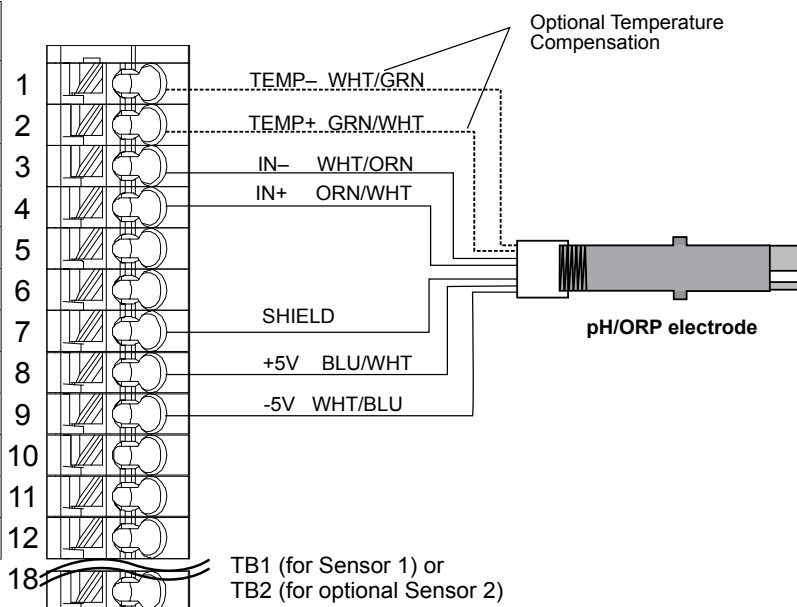 Optional Temperature
Compensation
1 TEMP– WHT/GRN
2 TEMP+ GRN/WHT
3 IN– WHT/ORN
4 IN+ ORN/WHT
5
6
7 SHIELD
pH/ORP electrode
8 +5V BLU/WHT
9 -5V WHT/BLU
10
11
12
18
TB1 (for Sensor 1) or
TB2 (for optional Sensor 2)